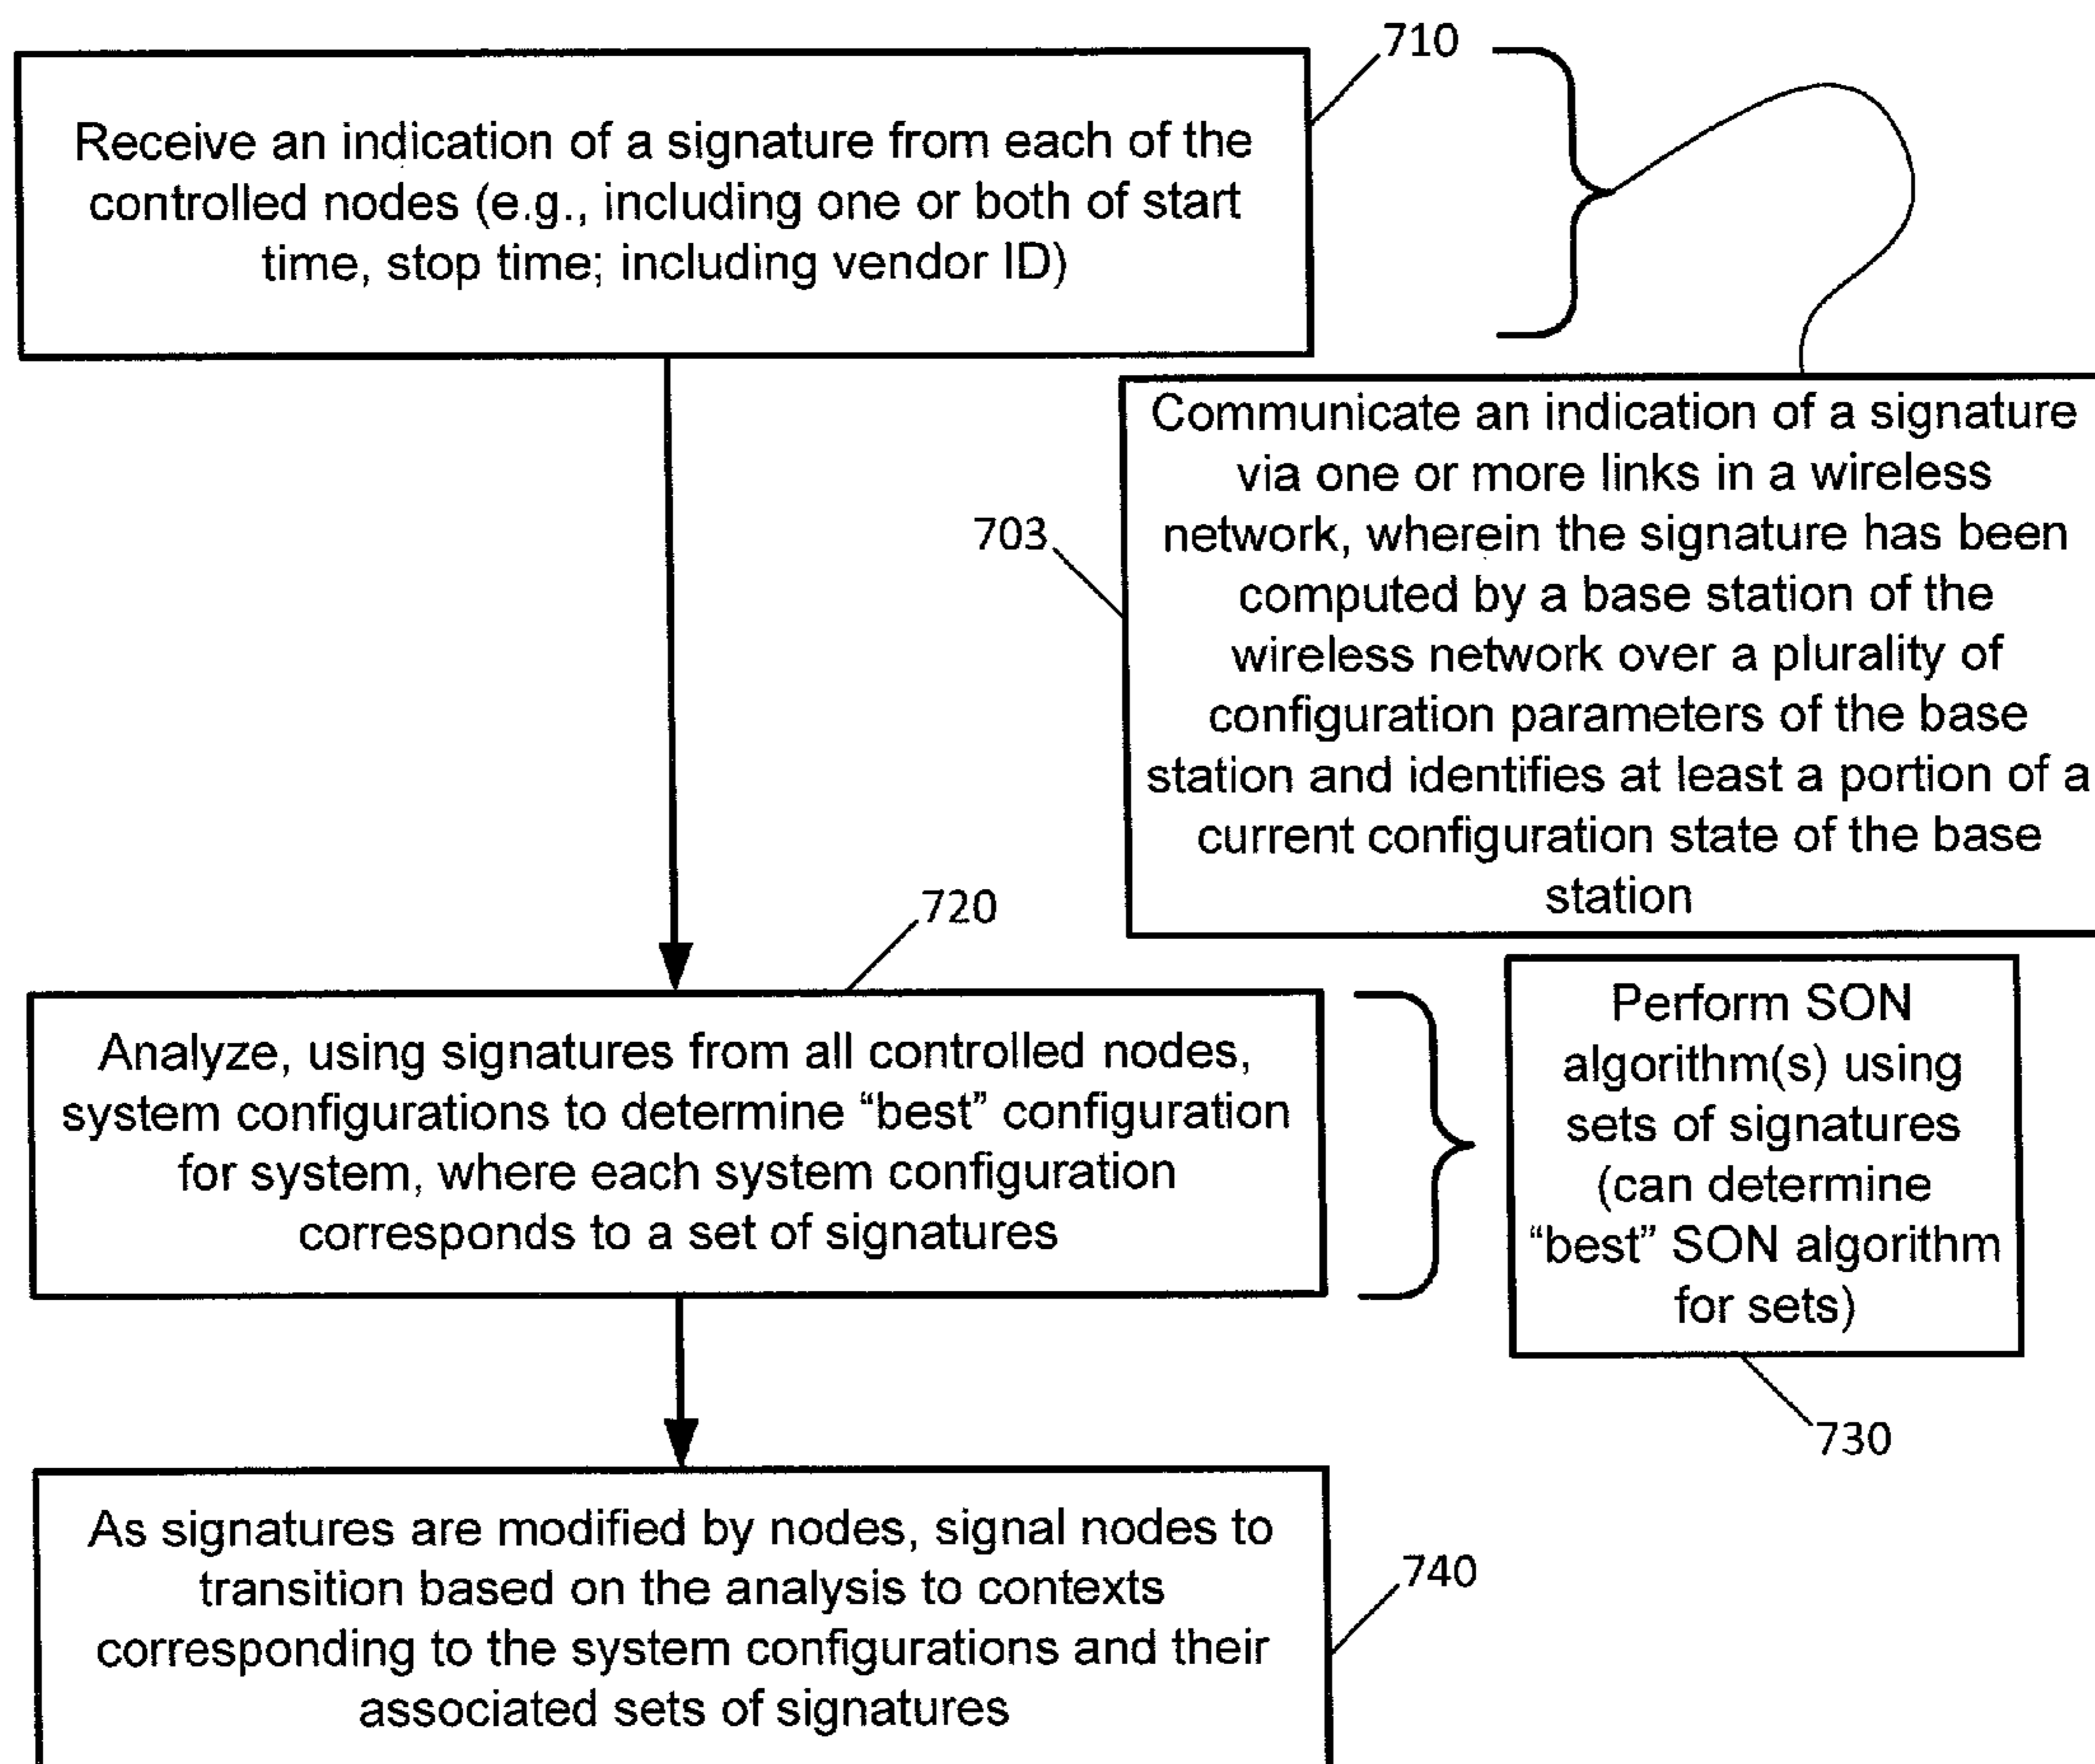 710
Receive an indication of a signature from each of the
controlled nodes (e.g., including one or both of start
time, stop time; including vendor ID)
703
Communicate an indication of a signature
via one or more links in a wireless
network, wherein the signature has been
computed by a base station of the
wireless network over a plurality of
configuration parameters of the base
station and identifies at least a portion of a
current configuration state of the base
station
720
Analyze, using signatures from all controlled nodes,
system configurations to determine “best” configuration
for system, where each system configuration
corresponds to a set of signatures
Perform SON
algorithm(s) using
sets of signatures
(can determine
“best” SON algorithm
for sets)
730
As signatures are modified by nodes, signal nodes to
transition based on the analysis to contexts
corresponding to the system configurations and their
associated sets of signatures
740